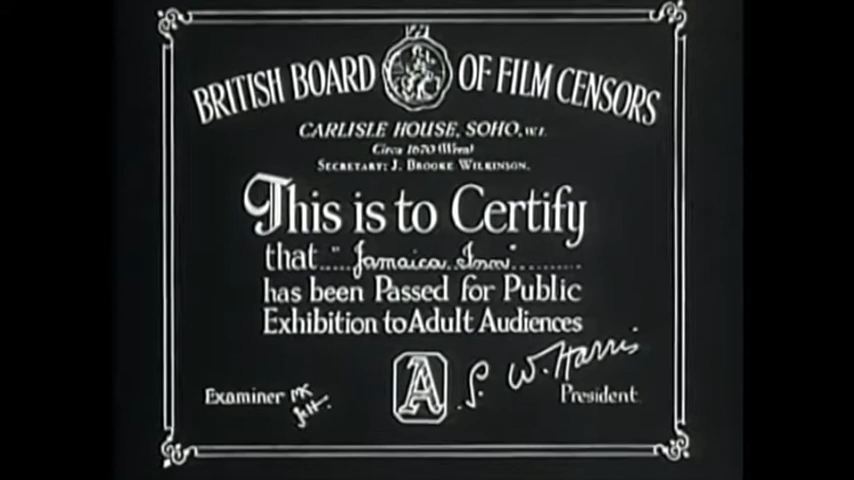 BRITISH BOARD OF FILM CENSORS
CARLISLE HOUSE, SOHO, W.1.
Circa 1670 (Wren)
SECRETARY: J. BROOKE WILKINSON.
This is to Certify
that "Jamaica Inn"
has been Passed for Public
Exhibition to Adult Audiences
Examiner
A
S. W. Harris
President